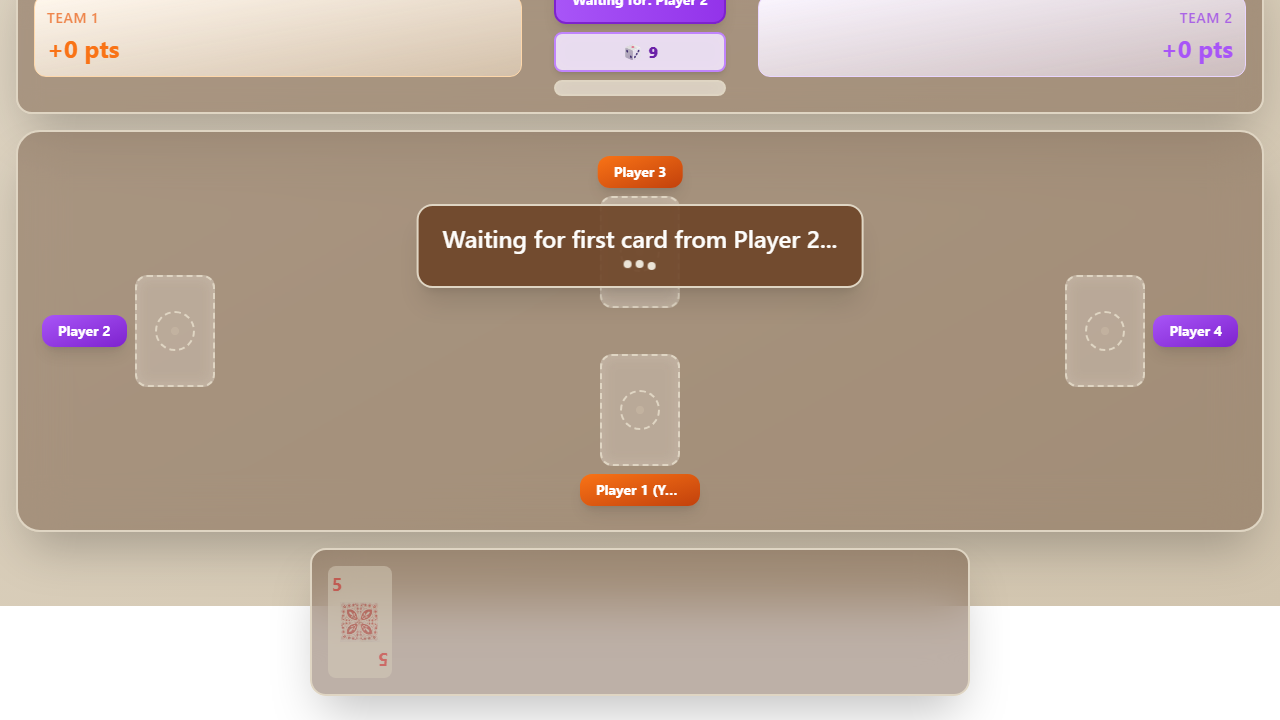 TEAM 1
+0 pts
Waiting for: Player 2
9
TEAM 2
+0 pts
Player 3
Waiting for first card from Player 2...
Player 2
Player 4
Player 1 (Y...
5
5